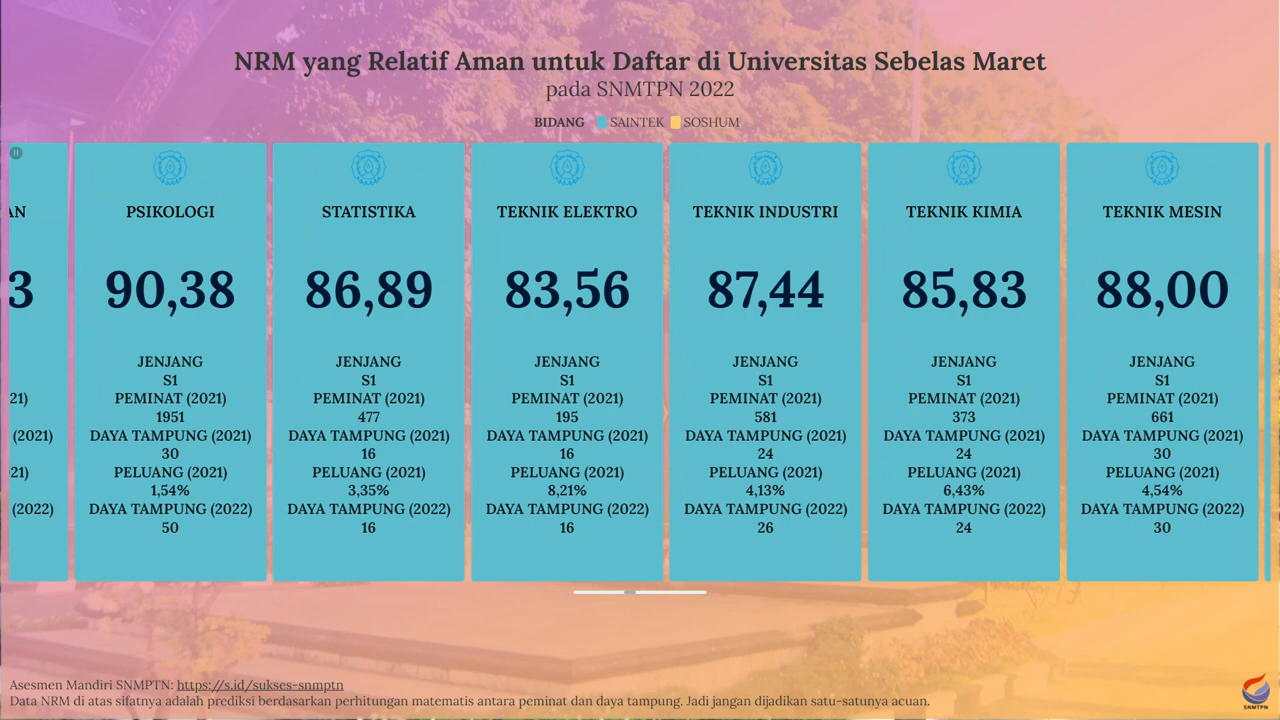 NRM yang Relatif Aman untuk Daftar di Universitas Sebelas Maret
pada SNMTPN 2022
BIDANG SAINTEK SOSHUM
AN
3
21)
(2021)
21)
(2022)
PSIKOLOGI
90,38
JENJANG
S1
PEMINAT (2021)
1951
DAYA TAMPUNG (2021)
30
PELUANG (2021)
1,54%
DAYA TAMPUNG (2022)
50
STATISTIKA
86,89
JENJANG
S1
PEMINAT (2021)
477
DAYA TAMPUNG (2021)
16
PELUANG (2021)
3,35%
DAYA TAMPUNG (2022)
16
TEKNIK ELEKTRO
83,56
JENJANG
S1
PEMINAT (2021)
195
DAYA TAMPUNG (2021)
16
PELUANG (2021)
8,21%
DAYA TAMPUNG (2022)
16
TEKNIK INDUSTRI
87,44
JENJANG
S1
PEMINAT (2021)
581
DAYA TAMPUNG (2021)
24
PELUANG (2021)
4,13%
DAYA TAMPUNG (2022)
26
TEKNIK KIMIA
85,83
JENJANG
S1
PEMINAT (2021)
373
DAYA TAMPUNG (2021)
24
PELUANG (2021)
6,43%
DAYA TAMPUNG (2022)
24
TEKNIK MESIN
88,00
JENJANG
S1
PEMINAT (2021)
661
DAYA TAMPUNG (2021)
30
PELUANG (2021)
4,54%
DAYA TAMPUNG (2022)
30
Asesmen Mandiri SNMPTN: https://s.id/sukses-snmptn
Data NRM di atas sifatnya adalah prediksi berdasarkan perhitungan matematis antara peminat dan daya tampung. Jadi jangan dijadikan satu-satunya acuan.
SNMTPN